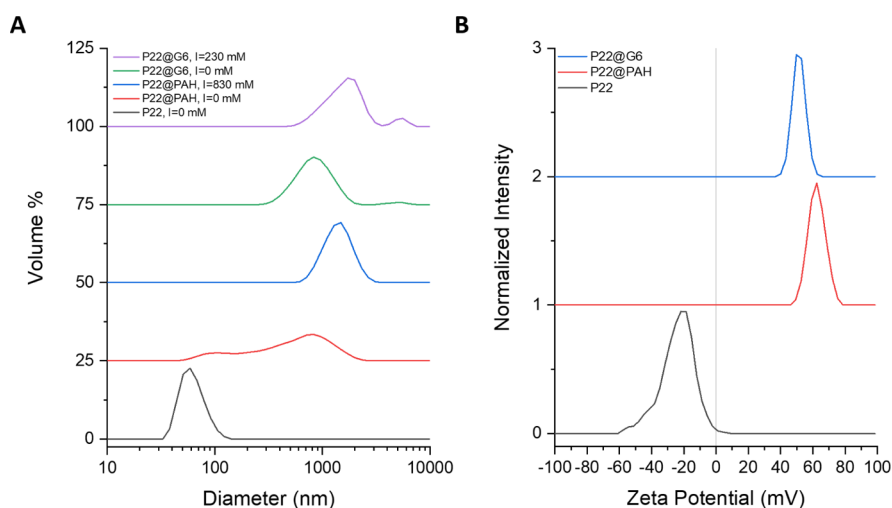 A
B
125
100
75
50
25
0
Volume %
P22@G6, I=230 mM
P22@G6, I=0 mM
P22@PAH, I=830 mM
P22@PAH, I=0 mM
P22, I=0 mM
10
100
1000
10000
Diameter (nm)
3
2
1
0
Normalized Intensity
P22@G6
P22@PAH
P22
-100
-80
-60
-40
-20
0
20
40
60
80
100
Zeta Potential (mV)